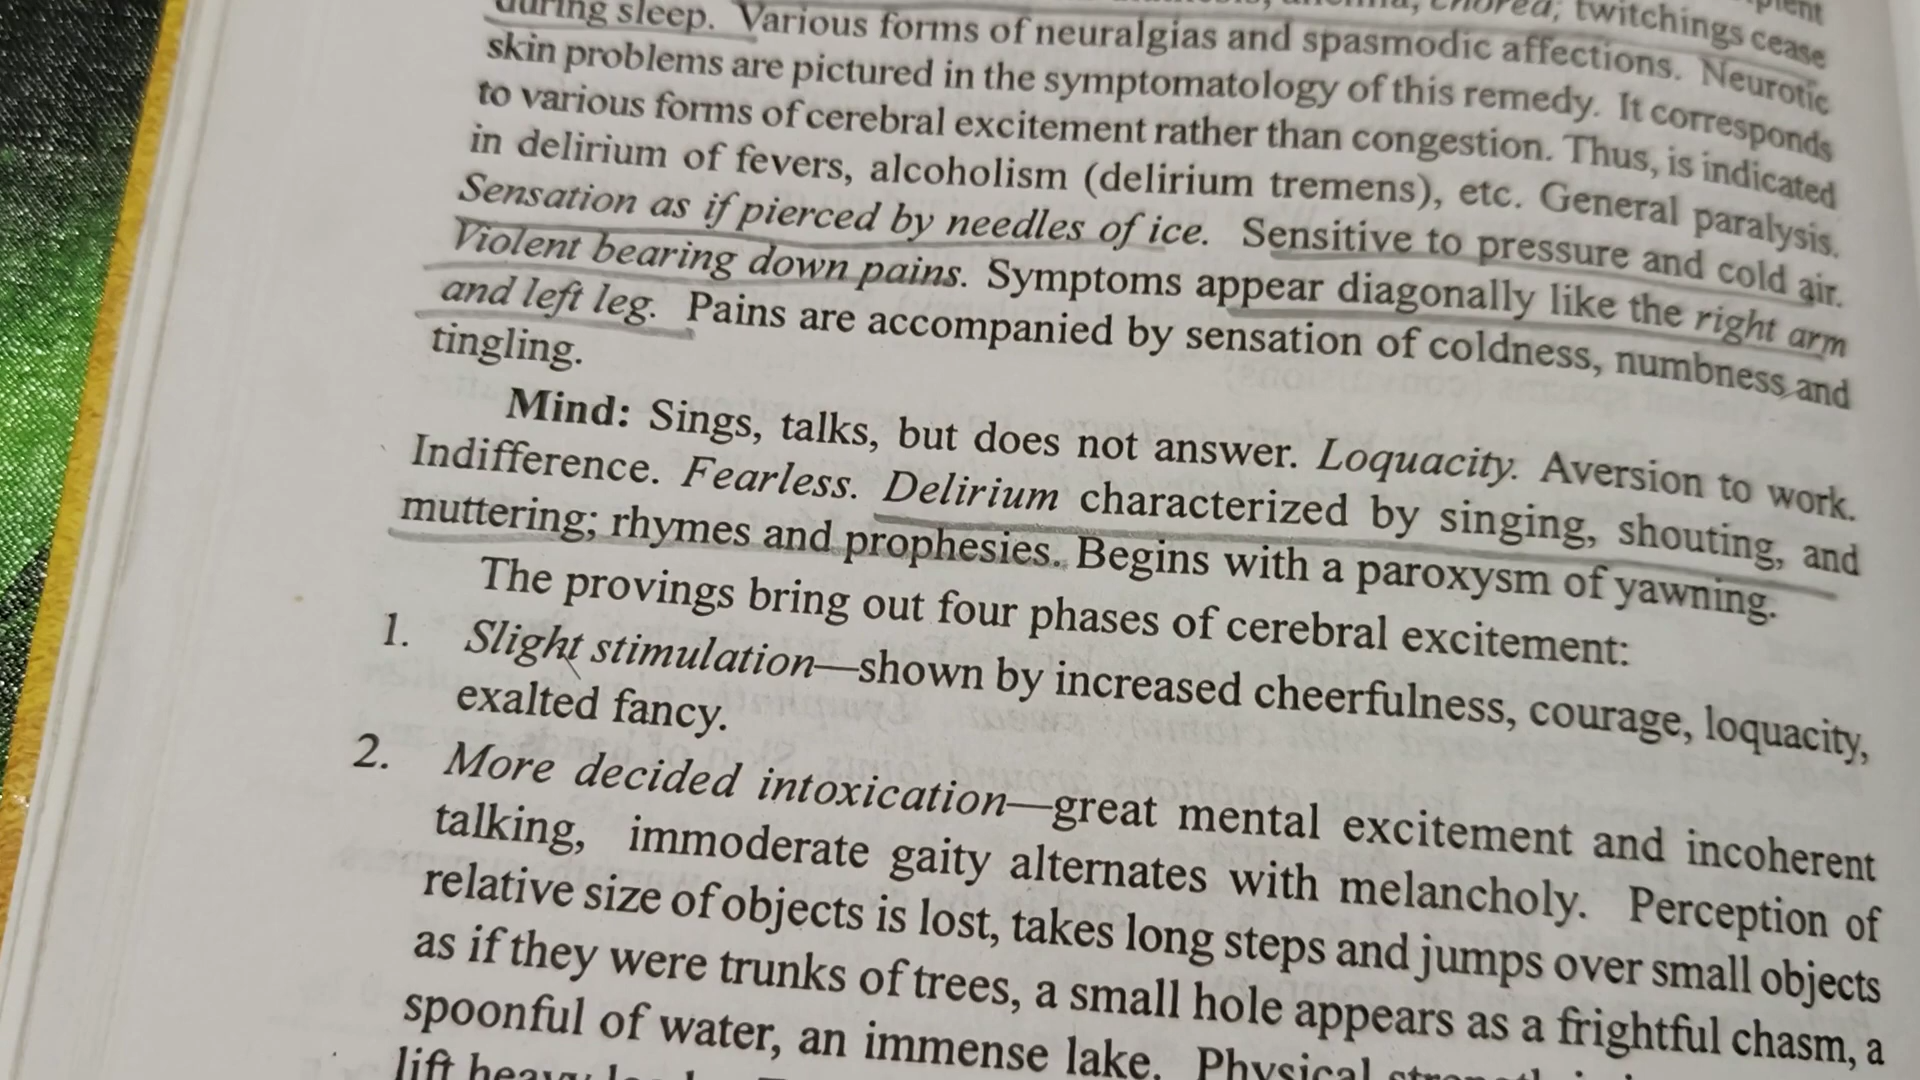 during sleep. Various forms of neuralgias and spasmodic affections. Neurotic
skin problems are pictured in the symptomatology of this remedy. It corresponds
to various forms of cerebral excitement rather than congestion. Thus, is indicated
in delirium of fevers, alcoholism (delirium tremens), etc. General paralysis.
Sensation as if pierced by needles of ice. Sensitive to pressure and cold air.
Violent bearing down pains. Symptoms appear diagonally like the right arm
and left leg. Pains are accompanied by sensation of coldness, numbness and
tingling.
Mind: Sings, talks, but does not answer. Loquacity. Aversion to work.
Indifference. Fearless. Delirium characterized by singing, shouting, and
muttering; rhymes and prophesies. Begins with a paroxysm of yawning.
The provings bring out four phases of cerebral excitement:
1. Slight stimulation—shown by increased cheerfulness, courage, loquacity,
exalted fancy.
2. More decided intoxication—great mental excitement and incoherent
talking, immoderate gaity alternates with melancholy. Perception of
relative size of objects is lost, takes long steps and jumps over small objects
as if they were trunks of trees, a small hole appears as a frightful chasm, a
spoonful of water, an immense lake. Physical
lift heavy